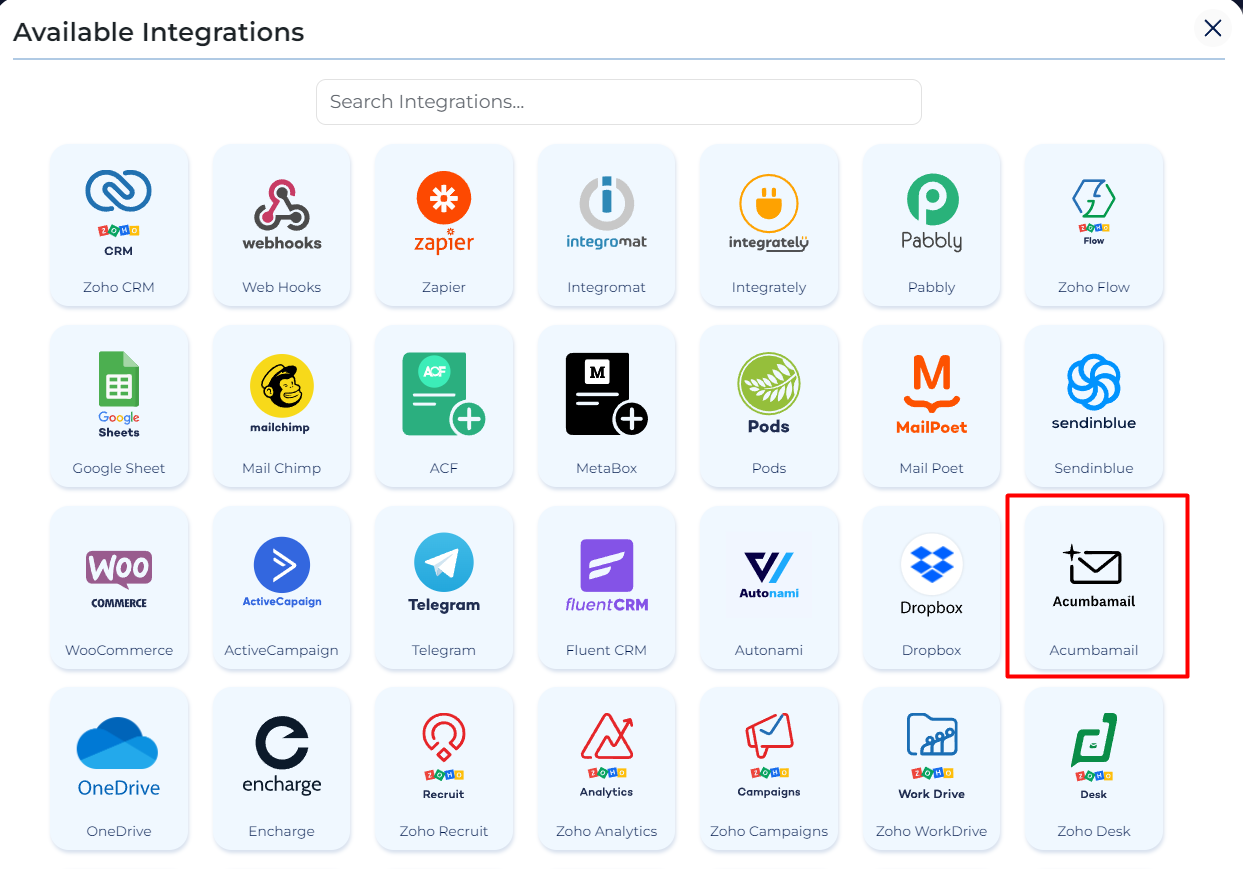 Available Integrations
Search Integrations...
ZOHO
CRM
Zoho CRM
webhooks
Web Hooks
zapier
Zapier
integromat
Integromat
integrately
Integrately
Pabbly
Pabbly
ZOHO
Flow
Zoho Flow
Google
Sheets
Google Sheet
mailchimp
Mail Chimp
ACF
ACF
M
MetaBox
Pods
Pods
M
MailPoet
Mail Poet
sendinblue
Sendinblue
WOO
COMMERCE
WooCommerce
ActiveCapaign
ActiveCampaign
Telegram
Telegram
fluentCRM
Fluent CRM
Autonami
Autonami
Dropbox
Dropbox
Acumbamail
Acumbamail
OneDrive
OneDrive
encharge
Encharge
ZOHO
Recruit
Zoho Recruit
ZOHO
Analytics
Zoho Analytics
ZOHO
Campaigns
Zoho Campaigns
ZOHO
Work Drive
Zoho WorkDrive
ZOHO
Desk
Zoho Desk